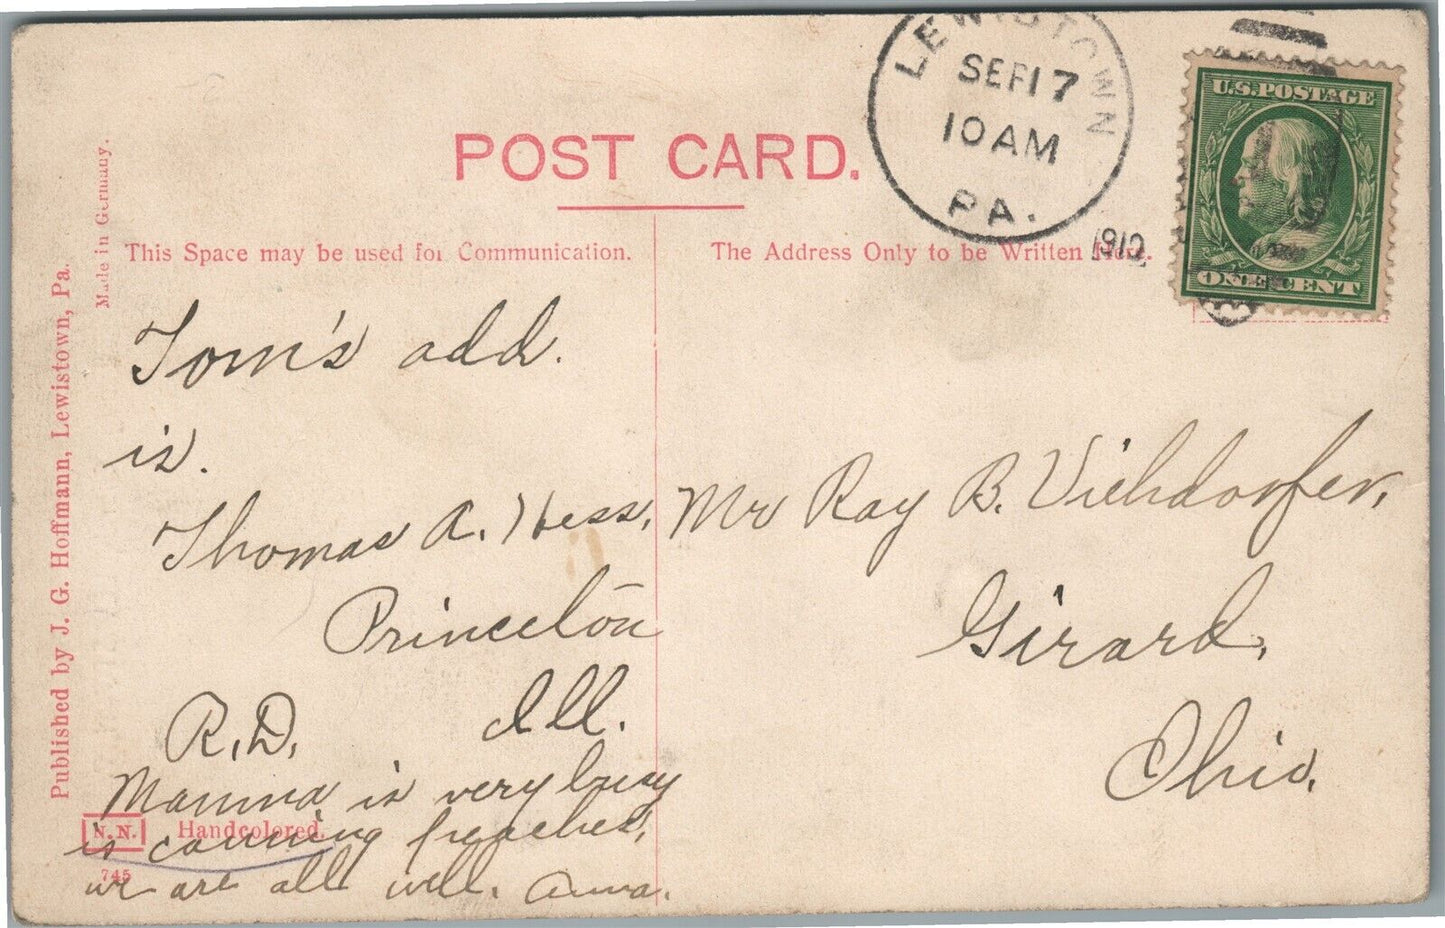 LEWISTOWN
SEP 17
10 AM
PA.
1910
U.S. POSTAGE
ONE CENT
POST CARD.
This Space may be used for Communication.
The Address Only to be Written Here.
Made in Germany.
Published by J. G. Hoffmann, Lewistown, Pa.
Tom's add.
is.
Thomas A. Hess,
Princeton
R.D. Ill.
Mamma is very busy
is canning peaches,
we are all well. Anna.
N.N. Handcolored.
745
Mr Ray B. Viehdorfer,
Girard,
Ohio.